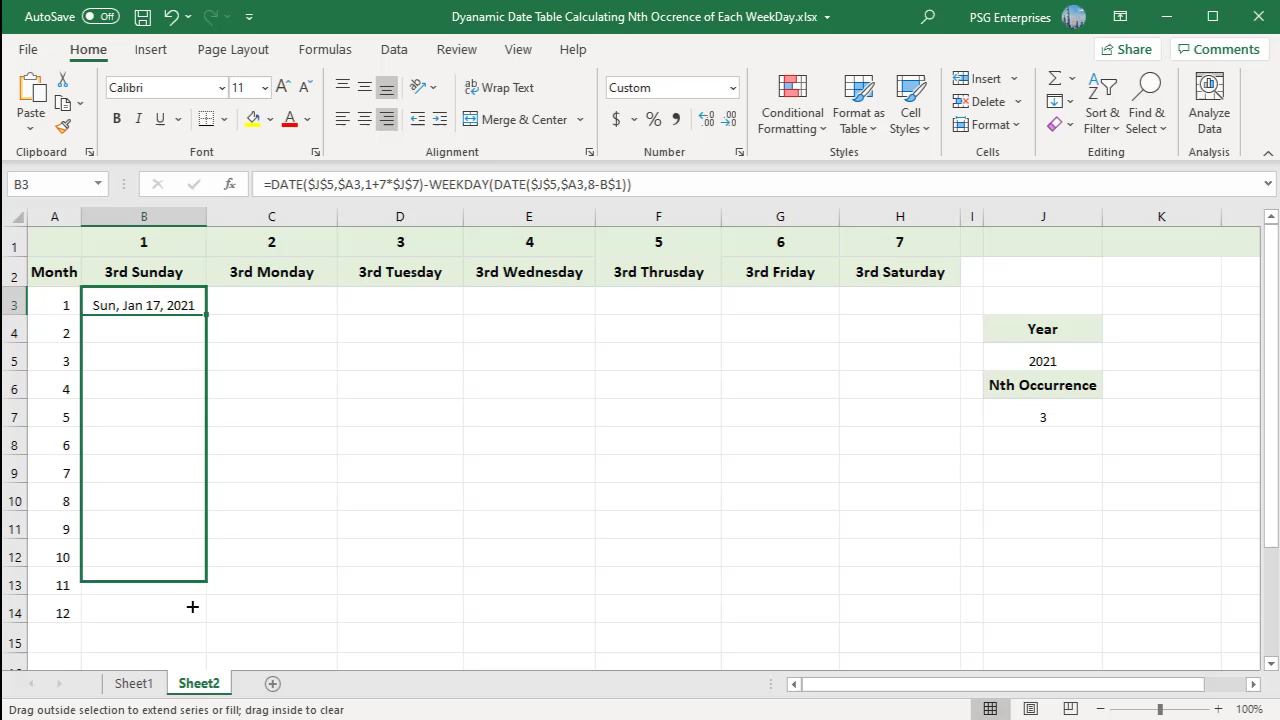 AutoSave Off Dyanamic Date Table Calculating Nth Occrence of Each WeekDay.xlsx PSG Enterprises
File Home Insert Page Layout Formulas Data Review View Help Share Comments
Calibri 11 Wrap Text Custom Insert
Paste Conditional Format as Cell Delete Sort & Find & Analyze
B I U A Merge & Center $ % Formatting Table Styles Format Filter Select Data
Clipboard Font Alignment Number Styles Cells Editing Analysis
B3 fx =DATE($J$5,$A3,1+7*$J$7)-WEEKDAY(DATE($J$5,$A3,8-B$1))
A B C D E F G H I J K
1 1 2 3 4 5 6 7
2 Month 3rd Sunday 3rd Monday 3rd Tuesday 3rd Wednesday 3rd Thrusday 3rd Friday 3rd Saturday
3 1 Sun, Jan 17, 2021
4 2 Year
5 3 2021
6 4 Nth Occurrence
7 5 3
8 6
9 7
10 8
11 9
12 10
13 11
14 12
15
Sheet1 Sheet2
Drag outside selection to extend series or fill; drag inside to clear 100%